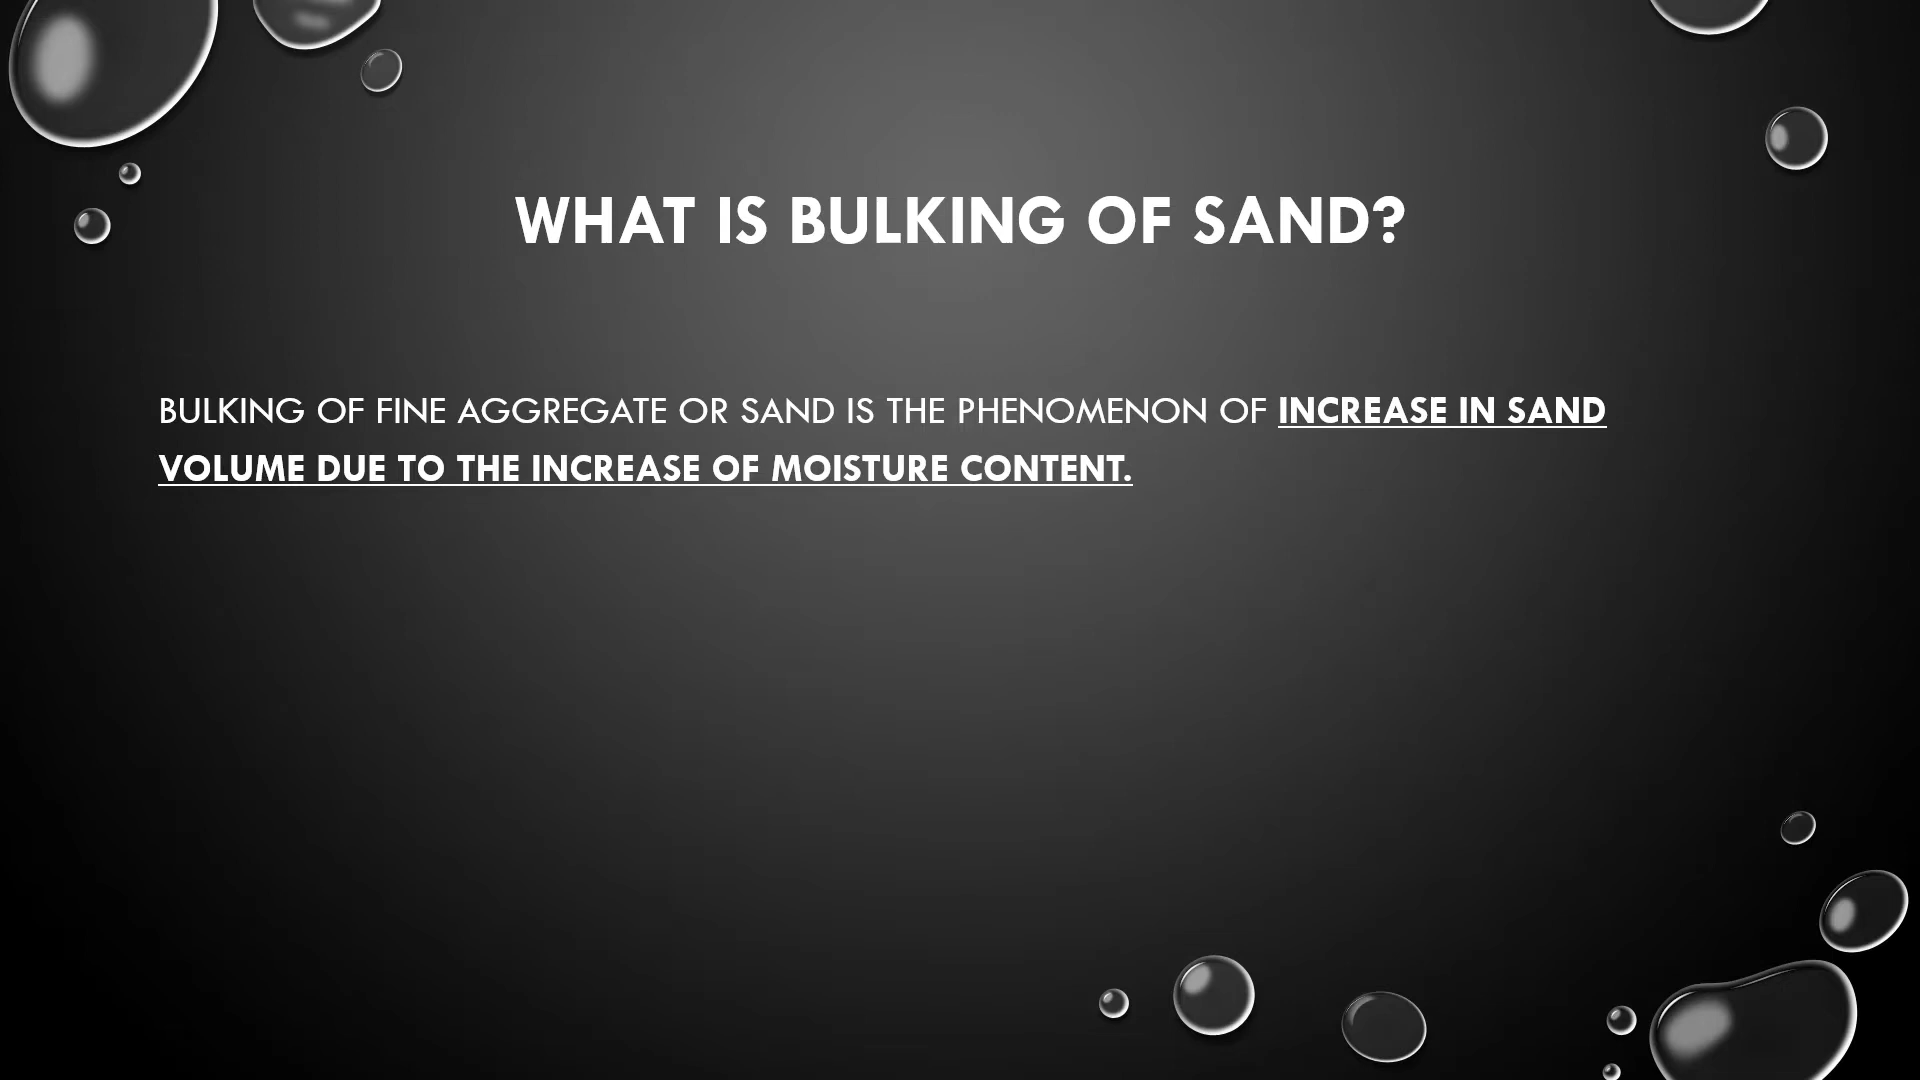 WHAT IS BULKING OF SAND?
BULKING OF FINE AGGREGATE OR SAND IS THE PHENOMENON OF INCREASE IN SAND
VOLUME DUE TO THE INCREASE OF MOISTURE CONTENT.